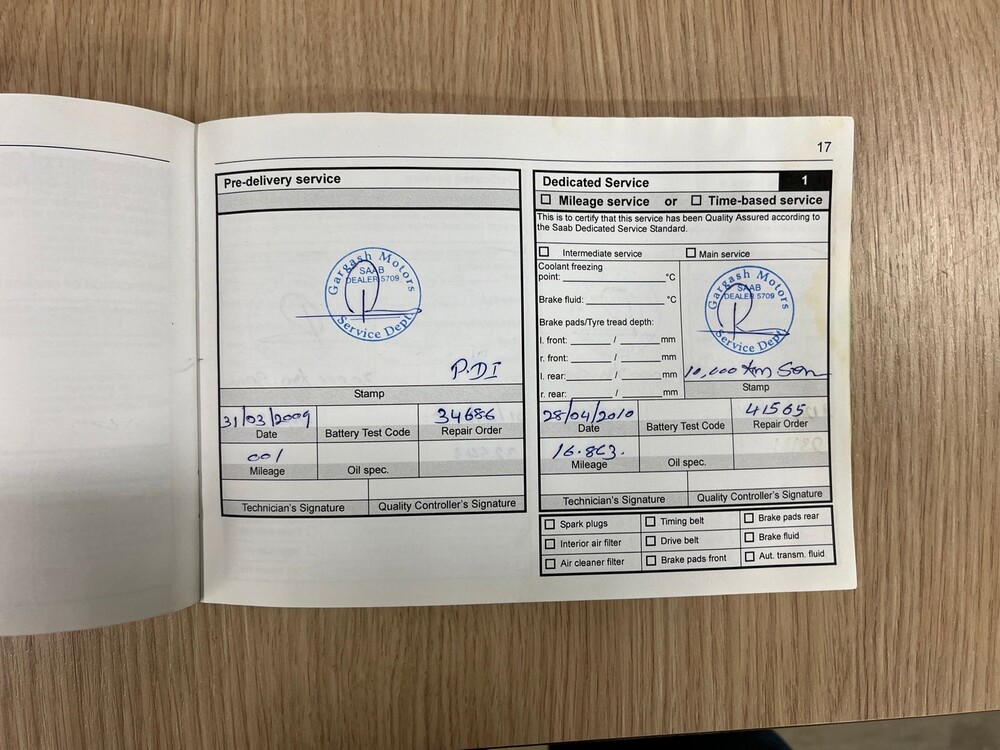 17
Pre-delivery service
Gargash Motors
SAAB
DEALER 5709
Service Dept.
P.D.I
Stamp
31/03/2009
34686
Date
Battery Test Code
Repair Order
001
Mileage
Oil spec.
Technician's Signature
Quality Controller's Signature
Dedicated Service 1
☐ Mileage service or ☐ Time-based service
This is to certify that this service has been Quality Assured according to
the Saab Dedicated Service Standard.
☐ Intermediate service ☐ Main service
Coolant freezing
point: °C
Brake fluid: °C
Brake pads/Tyre tread depth:
l. front: / mm
r. front: / mm
l. rear: / mm
r. rear: / mm
Gargash Motors
SAAB
DEALER 5709
Service Dept.
10,000 km
Stamp
28/04/2010
41565
Date
Battery Test Code
Repair Order
Mileage
Oil spec.
Technician's Signature
Quality Controller's Signature
☐ Spark plugs ☐ Timing belt ☐ Brake pads rear
☐ Interior air filter ☐ Drive belt ☐ Brake fluid
☐ Air cleaner filter ☐ Brake pads front ☐ Aut. transm. fluid